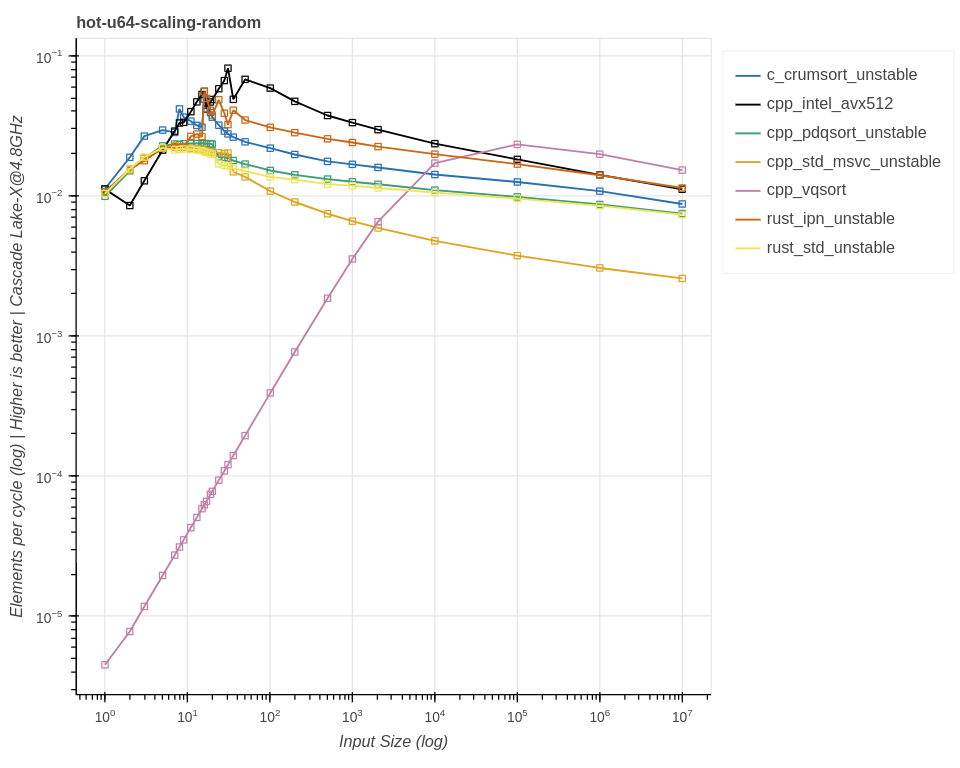 hot-u64-scaling-random
Elements per cycle (log) | Higher is better | Cascade Lake-X@4.8GHz
10⁻¹
10⁻²
10⁻³
10⁻⁴
10⁻⁵
10⁰ 10¹ 10² 10³ 10⁴ 10⁵ 10⁶ 10⁷
Input Size (log)
c_crumsort_unstable
cpp_intel_avx512
cpp_pdqsort_unstable
cpp_std_msvc_unstable
cpp_vqsort
rust_ipn_unstable
rust_std_unstable